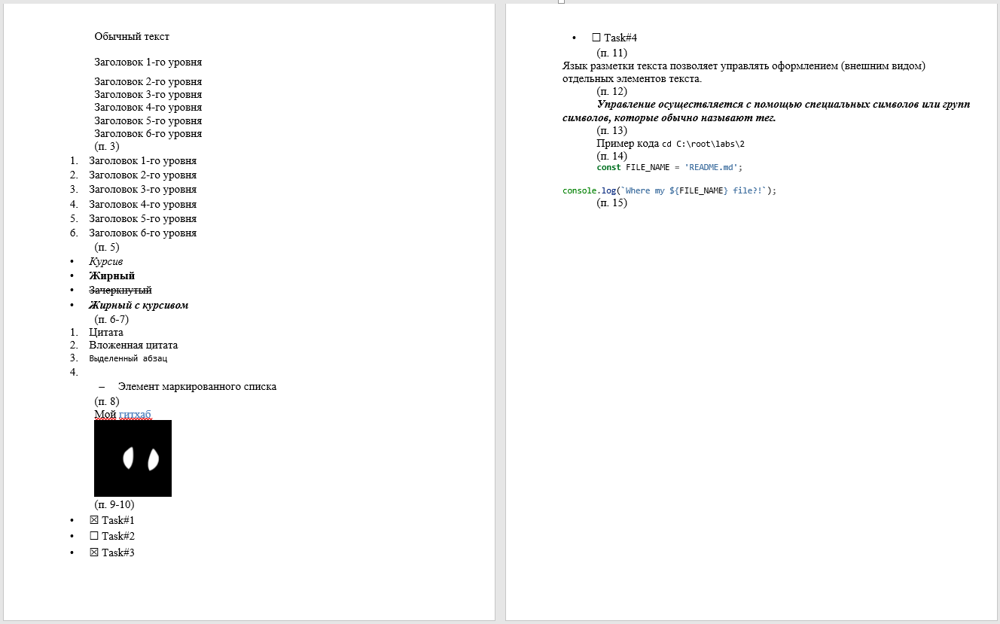 Обычный текст
Заголовок 1-го уровня
Заголовок 2-го уровня
Заголовок 3-го уровня
Заголовок 4-го уровня
Заголовок 5-го уровня
Заголовок 6-го уровня
(п. 3)
1. Заголовок 1-го уровня
2. Заголовок 2-го уровня
3. Заголовок 3-го уровня
4. Заголовок 4-го уровня
5. Заголовок 5-го уровня
6. Заголовок 6-го уровня
(п. 5)
• Курсив
• Жирный
• Зачеркнутый
• Жирный с курсивом
(п. 6-7)
1. Цитата
2. Вложенная цитата
3. Выделенный абзац
4.
– Элемент маркированного списка
(п. 8)
Мой гитхаб
(п. 9-10)
• ☒ Task#1
• ☐ Task#2
• ☒ Task#3
• ☐ Task#4
(п. 11)
Язык разметки текста позволяет управлять оформлением (внешним видом)
отдельных элементов текста.
(п. 12)
Управление осуществляется с помощью специальных символов или групп
символов, которые обычно называют тег.
(п. 13)
Пример кода cd C:\root\labs\2
(п. 14)
const FILE_NAME = 'README.md';
console.log(`Where my ${FILE_NAME} file?!`);
(п. 15)